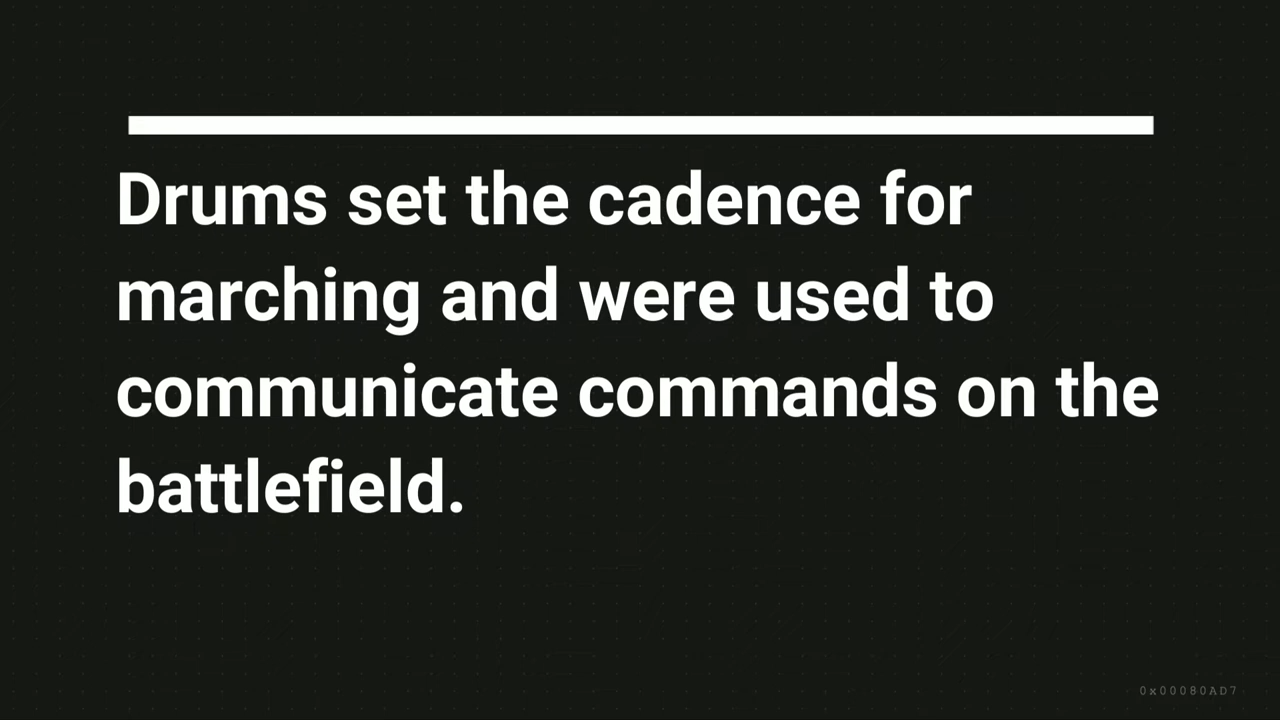 Drums set the cadence for
marching and were used to
communicate commands on the
battlefield.
0x00080AD7